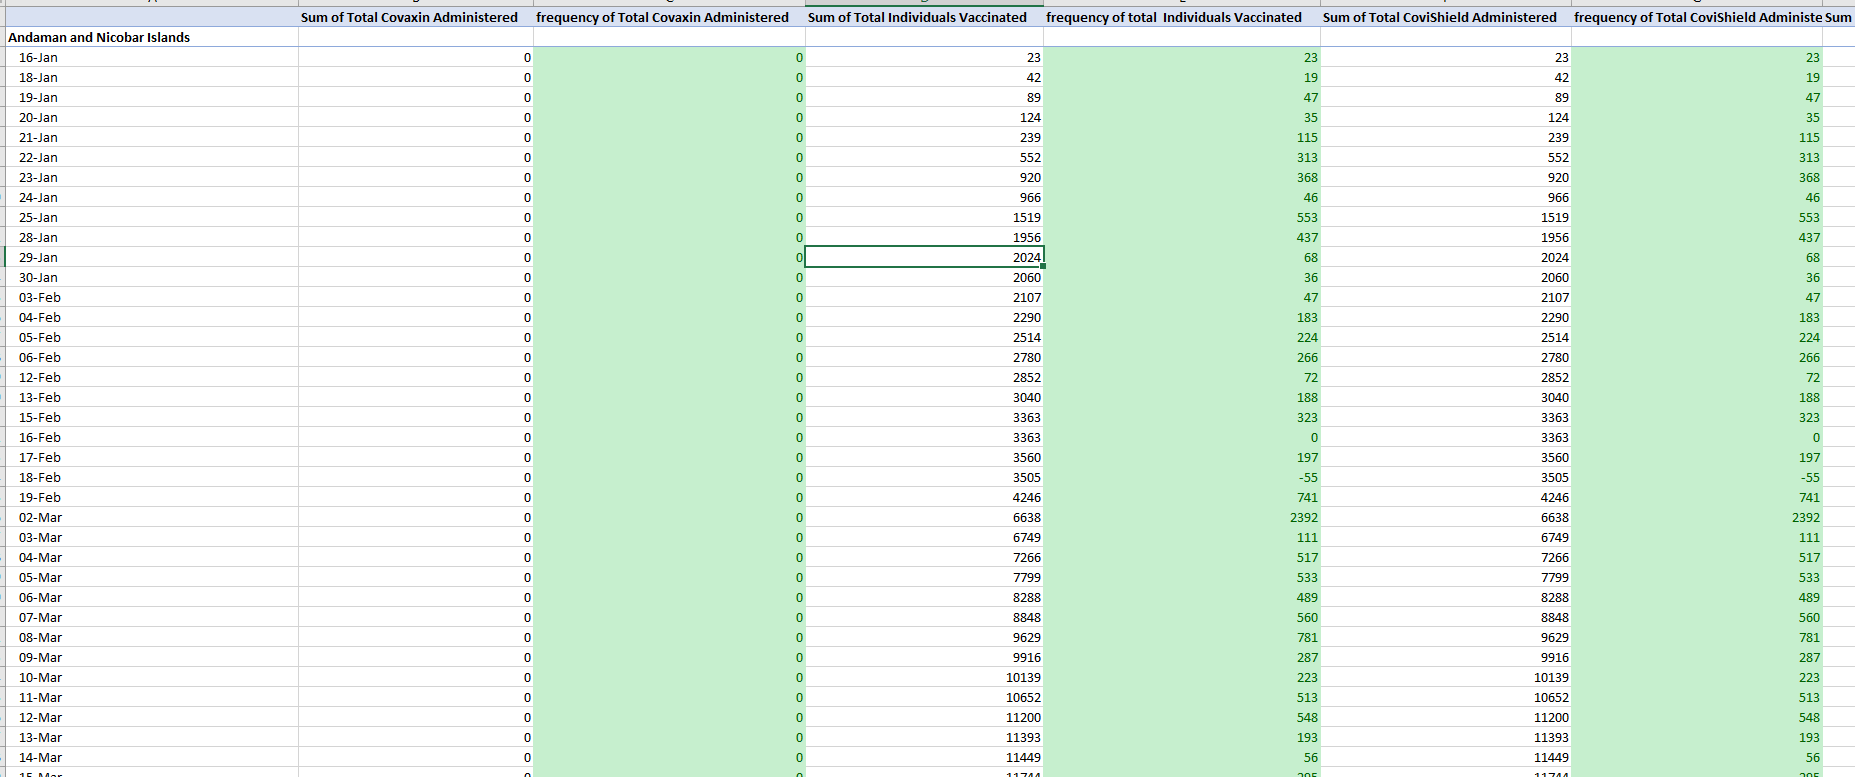 Sum of Total Covaxin Administered frequency of Total Covaxin Administered Sum of Total Individuals Vaccinated frequency of total Individuals Vaccinated Sum of Total CoviShield Administered frequency of Total CoviShield Administe Sum
Andaman and Nicobar Islands
16-Jan 0 0 23 23 23 23
18-Jan 0 0 42 19 42 19
19-Jan 0 0 89 47 89 47
20-Jan 0 0 124 35 124 35
21-Jan 0 0 239 115 239 115
22-Jan 0 0 552 313 552 313
23-Jan 0 0 920 368 920 368
24-Jan 0 0 966 46 966 46
25-Jan 0 0 1519 553 1519 553
28-Jan 0 0 1956 437 1956 437
29-Jan 0 0 2024 68 2024 68
30-Jan 0 0 2060 36 2060 36
03-Feb 0 0 2107 47 2107 47
04-Feb 0 0 2290 183 2290 183
05-Feb 0 0 2514 224 2514 224
06-Feb 0 0 2780 266 2780 266
12-Feb 0 0 2852 72 2852 72
13-Feb 0 0 3040 188 3040 188
15-Feb 0 0 3363 323 3363 323
16-Feb 0 0 3363 0 3363 0
17-Feb 0 0 3560 197 3560 197
18-Feb 0 0 3505 -55 3505 -55
19-Feb 0 0 4246 741 4246 741
02-Mar 0 0 6638 2392 6638 2392
03-Mar 0 0 6749 111 6749 111
04-Mar 0 0 7266 517 7266 517
05-Mar 0 0 7799 533 7799 533
06-Mar 0 0 8288 489 8288 489
07-Mar 0 0 8848 560 8848 560
08-Mar 0 0 9629 781 9629 781
09-Mar 0 0 9916 287 9916 287
10-Mar 0 0 10139 223 10139 223
11-Mar 0 0 10652 513 10652 513
12-Mar 0 0 11200 548 11200 548
13-Mar 0 0 11393 193 11393 193
14-Mar 0 0 11449 56 11449 56
15-Mar 0 0 11744 295 11744 295